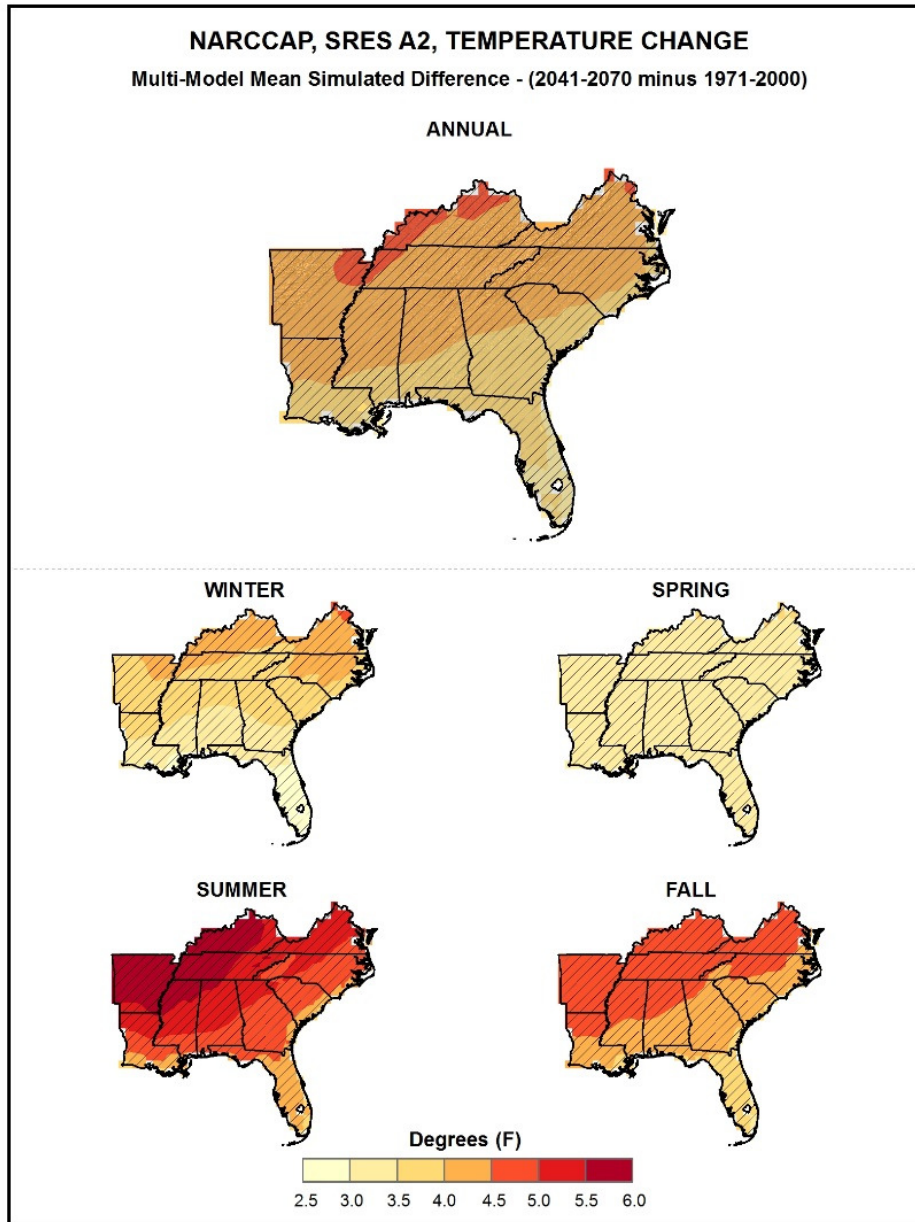 NARCCAP, SRES A2, TEMPERATURE CHANGE
Multi-Model Mean Simulated Difference - (2041-2070 minus 1971-2000)
ANNUAL
WINTER
SPRING
SUMMER
FALL
Degrees (F)
2.5 3.0 3.5 4.0 4.5 5.0 5.5 6.0